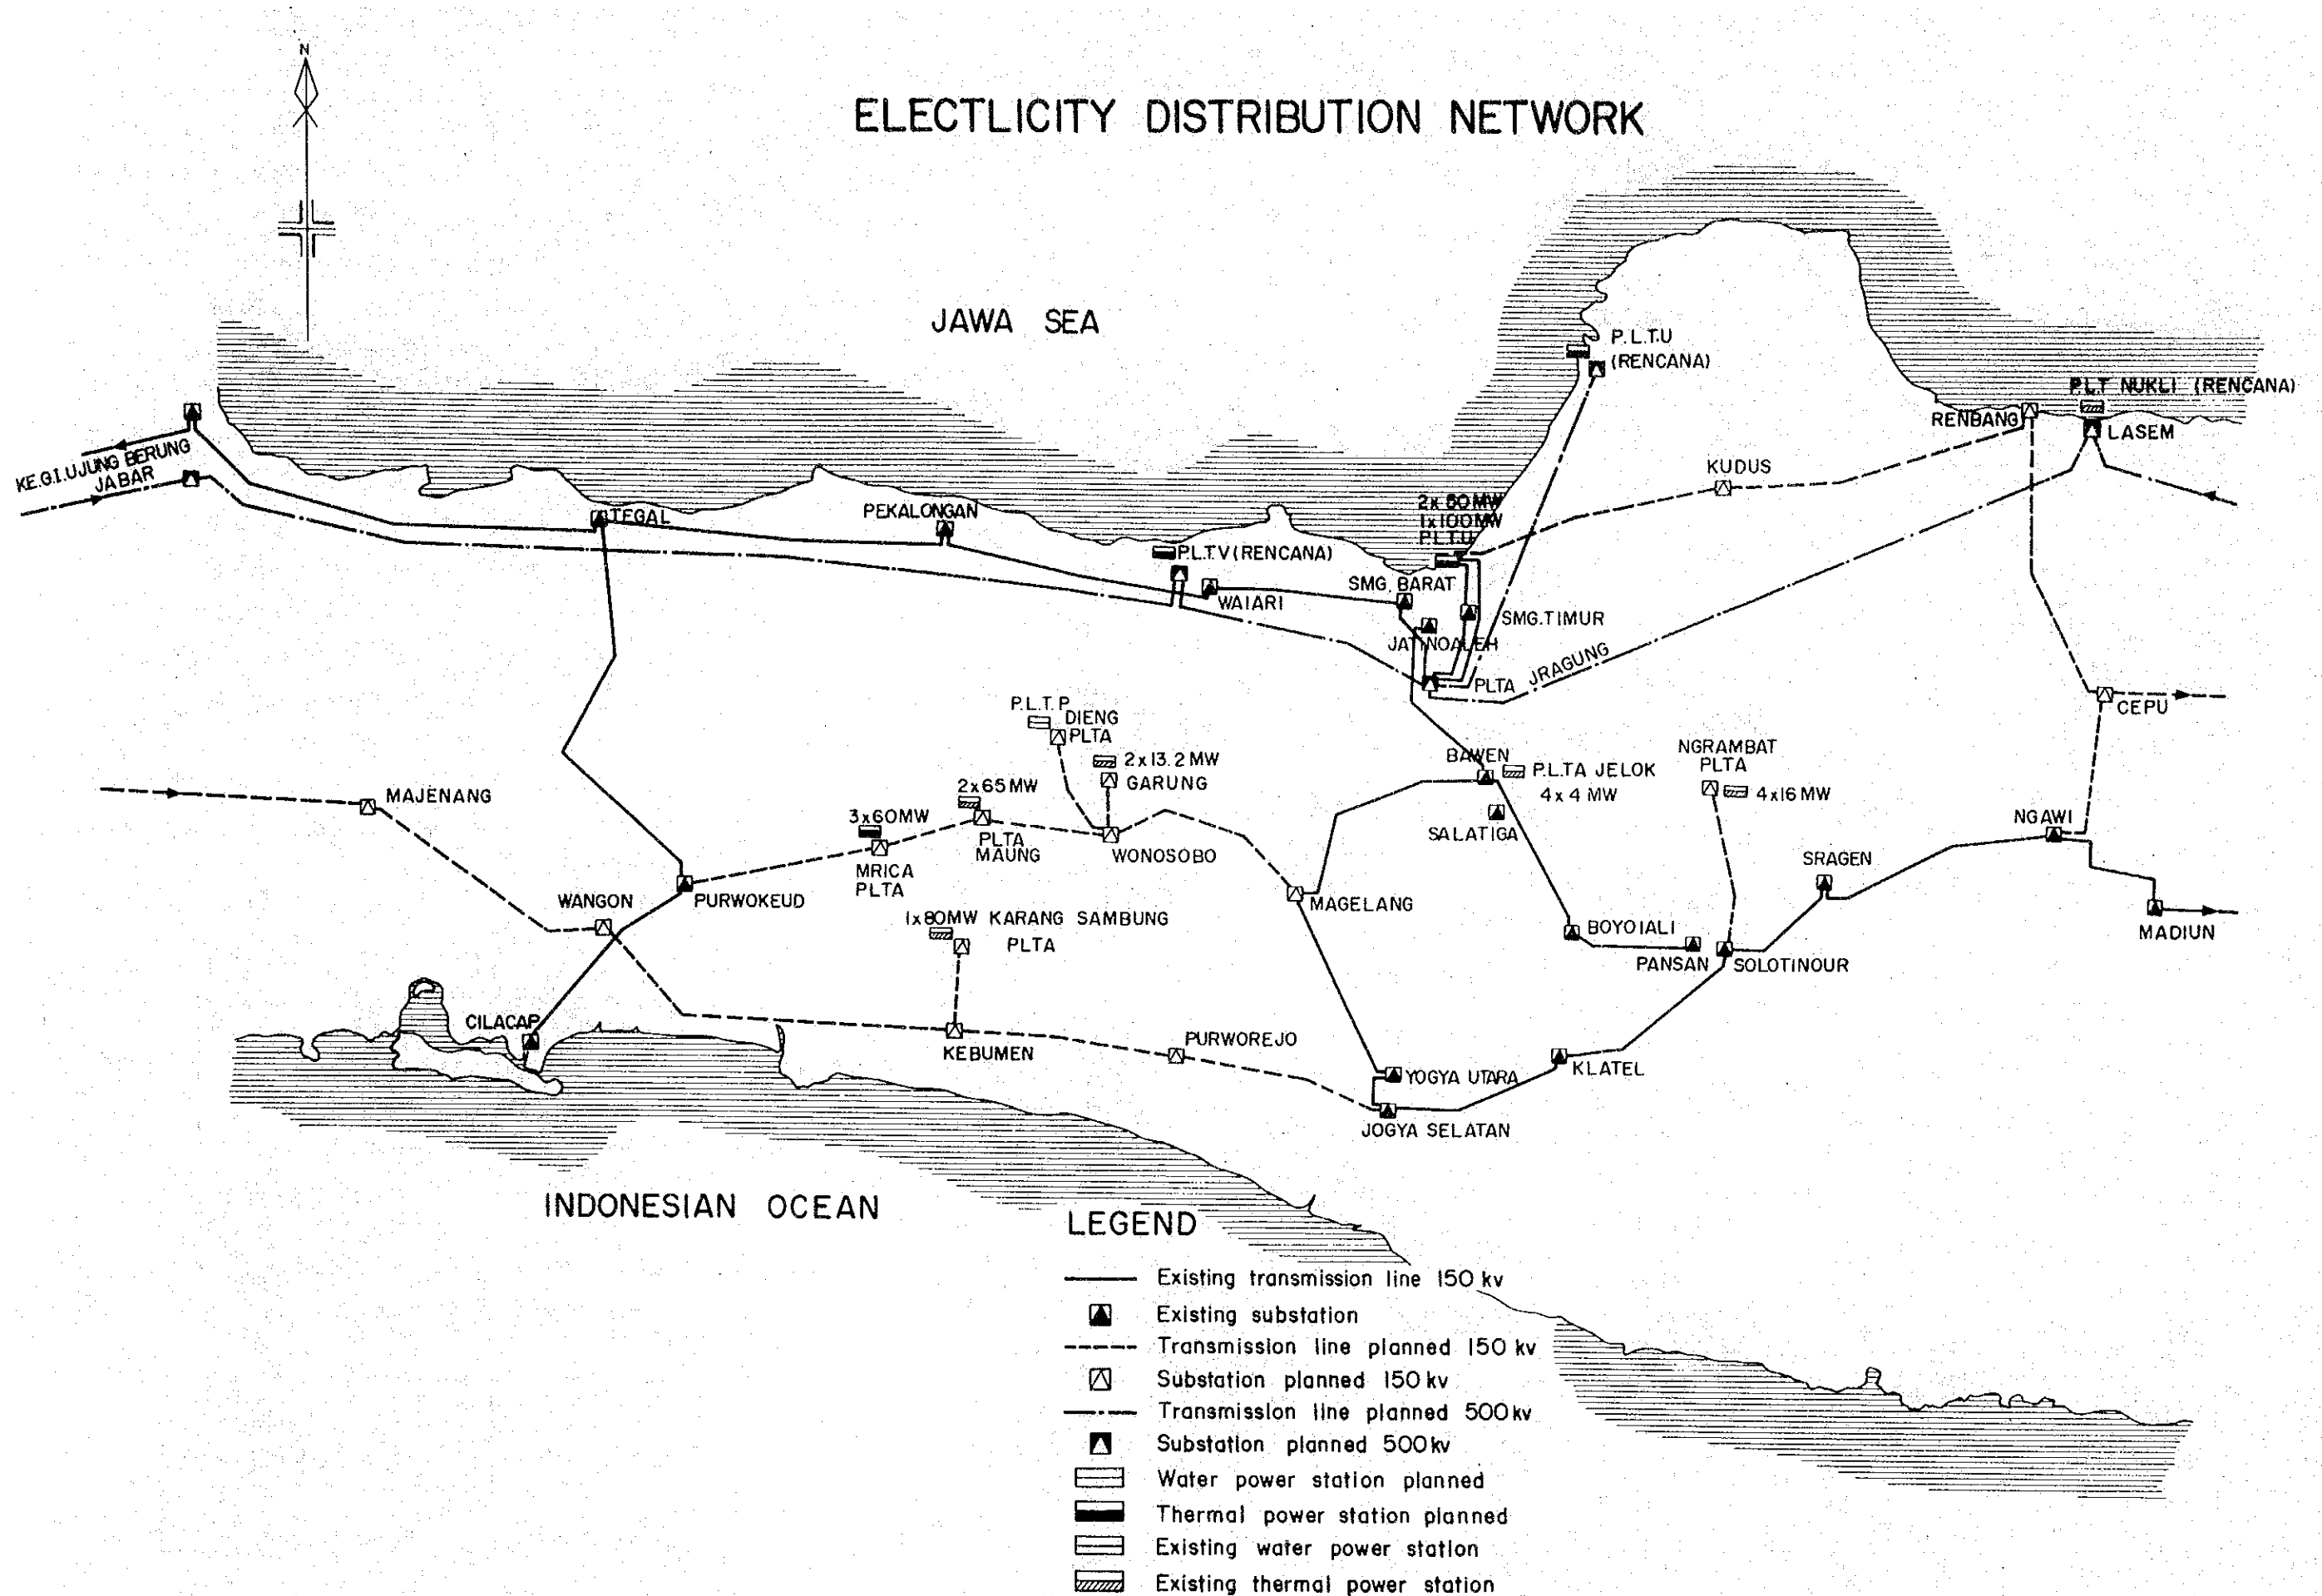 N
ELECTLICITY DISTRIBUTION NETWORK
JAWA SEA
P.L.T.U
(RENCANA)
P.L.T NUKLI (RENCANA)
RENBANG
LASEM
KE.G.I.UJUNG BERUNG
JABAR
KUDUS
TEGAL
PEKALONGAN
2x50MW
1x100MW
P.L.T.U
P.L.T.V (RENCANA)
WAIARI
SMG. BARAT
SMG.TIMUR
JATINOALEH
PLTA
JRAGUNG
CEPU
P.L.T.P
DIENG
PLTA
2x13.2 MW
GARUNG
BAWEN
P.L.TA JELOK
4x4 MW
NGRAMBAT
PLTA
4x16 MW
MAJENANG
2x65 MW
3x60MW
PLTA
MAUNG
WONOSOBO
SALATIGA
NGAWI
MRICA
PLTA
SRAGEN
WANGON
PURWOKEUD
MAGELANG
1x80MW KARANG SAMBUNG
PLTA
BOYOIALI
PANSAN
SOLOTINOUR
MADIUN
CILACAP
KEBUMEN
PURWOREJO
YOGYA UTARA
KLATEL
JOGYA SELATAN
INDONESIAN OCEAN
LEGEND
Existing transmission line 150 kv
Existing substation
Transmission line planned 150 kv
Substation planned 150 kv
Transmission line planned 500kv
Substation planned 500kv
Water power station planned
Thermal power station planned
Existing water power station
Existing thermal power station